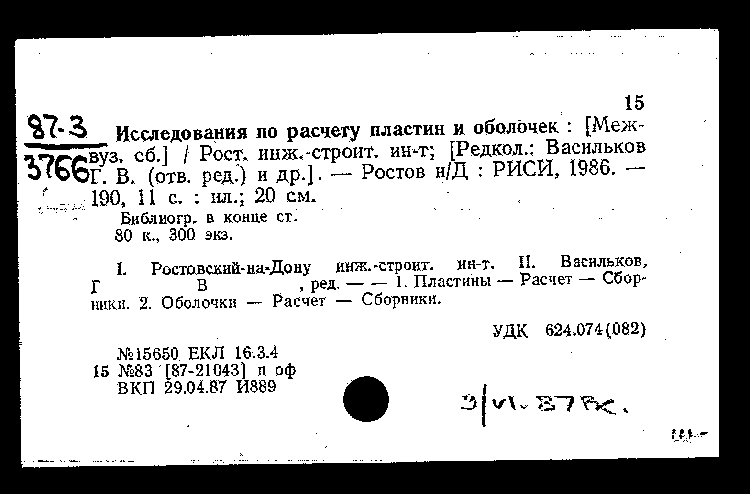 15
87-3 Исследования по расчету пластин и оболочек : [Меж-
3766 вуз. сб.] / Рост. инж.-строит. ин-т; [Редкол.: Васильков
Г. В. (отв. ред.) и др.]. — Ростов н/Д : РИСИ, 1986. —
190, 11 с. : ил.; 20 см.
Библиогр. в конце ст.
80 к., 300 экз.
I. Ростовский-на-Дону инж.-строит. ин-т. II. Васильков,
Г В , ред. — — 1. Пластины — Расчет — Сбор-
ники. 2. Оболочки — Расчет — Сборники.
УДК 624.074(082)
№15650 ЕКЛ 16.3.4
15 №83 [87-21043] п оф
ВКП 29.04.87 И889